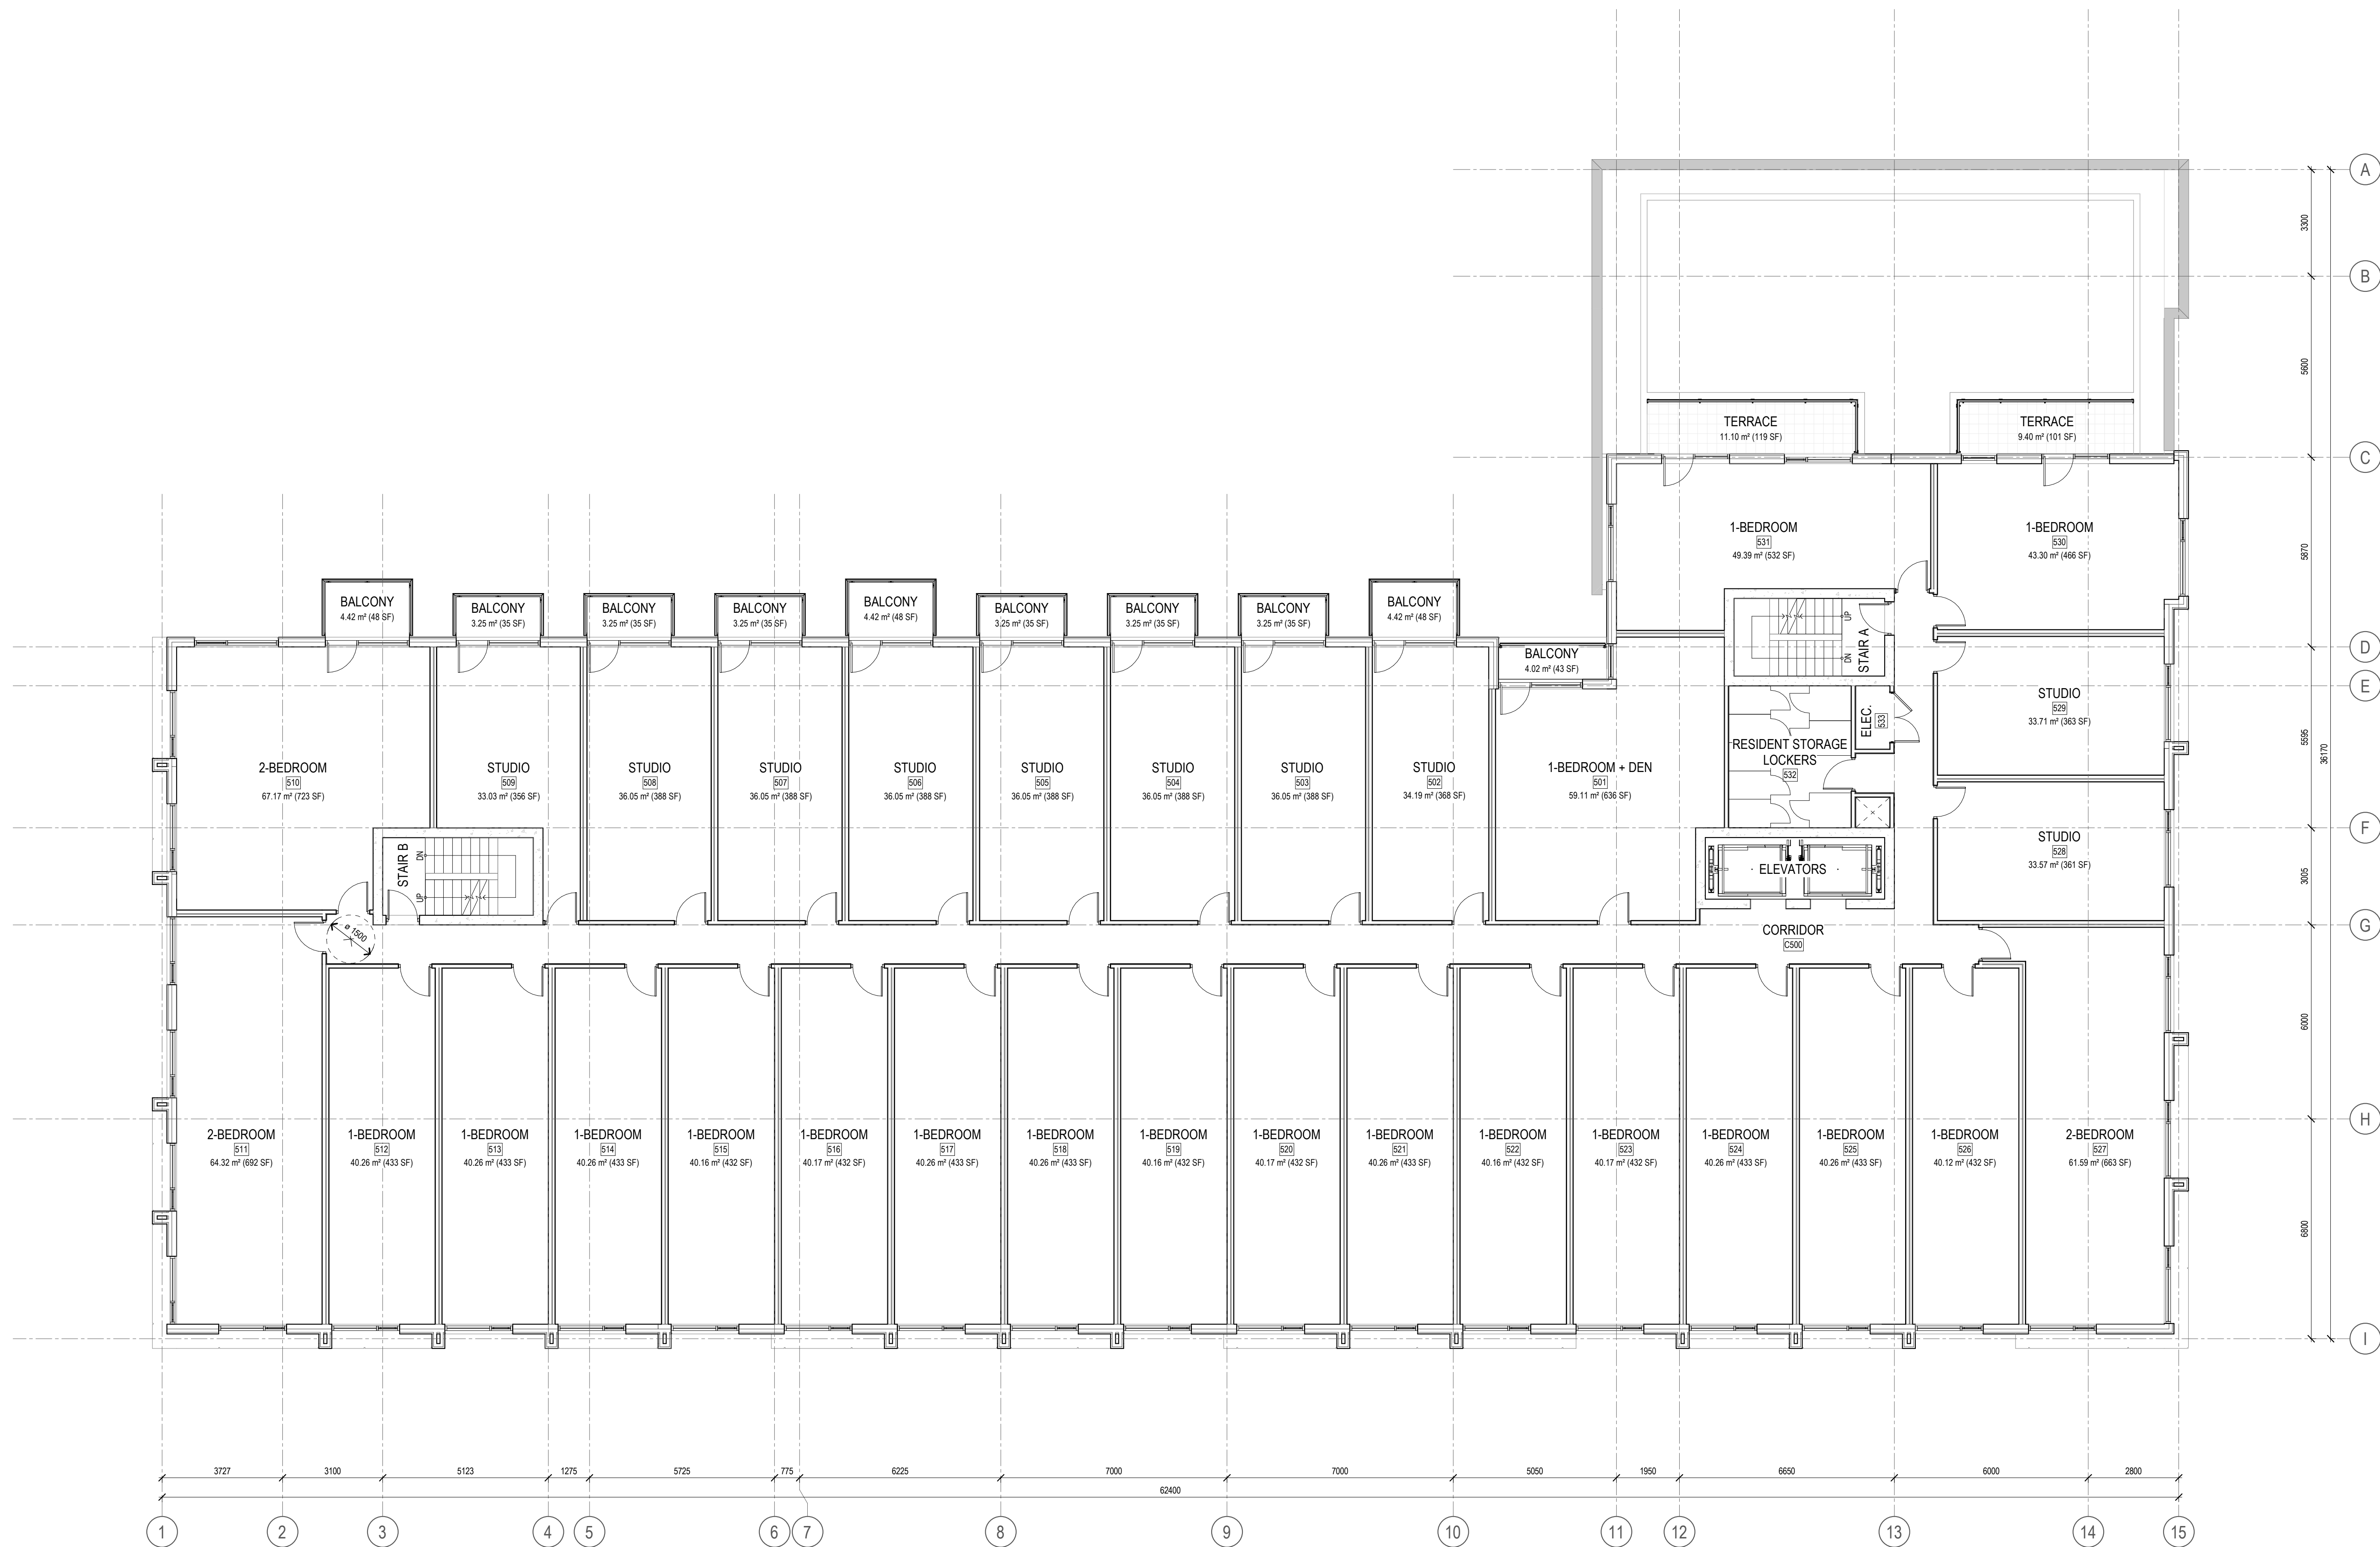 A
3300
B
5600
TERRACE
11.10 m² (119 SF)
TERRACE
9.40 m² (101 SF)
C
1-BEDROOM
531
49.39 m² (532 SF)
1-BEDROOM
530
43.30 m² (466 SF)
5870
BALCONY
4.42 m² (48 SF)
BALCONY
3.25 m² (35 SF)
BALCONY
3.25 m² (35 SF)
BALCONY
3.25 m² (35 SF)
BALCONY
4.42 m² (48 SF)
BALCONY
3.25 m² (35 SF)
BALCONY
3.25 m² (35 SF)
BALCONY
3.25 m² (35 SF)
BALCONY
4.42 m² (48 SF)
BALCONY
4.02 m² (43 SF)
UP
DN
STAIR A
D
E
STUDIO
529
33.71 m² (363 SF)
ELEC.
533
RESIDENT STORAGE
LOCKERS
532
5595
36170
2-BEDROOM
510
67.17 m² (723 SF)
STUDIO
509
33.03 m² (356 SF)
STUDIO
508
36.05 m² (388 SF)
STUDIO
507
36.05 m² (388 SF)
STUDIO
506
36.05 m² (388 SF)
STUDIO
505
36.05 m² (388 SF)
STUDIO
504
36.05 m² (388 SF)
STUDIO
503
36.05 m² (388 SF)
STUDIO
502
34.19 m² (368 SF)
1-BEDROOM + DEN
501
59.11 m² (636 SF)
F
STUDIO
528
33.57 m² (361 SF)
STAIR B
DN
UP
ELEVATORS
3005
G
ø 1500
CORRIDOR
C500
6000
H
2-BEDROOM
511
64.32 m² (692 SF)
1-BEDROOM
512
40.26 m² (433 SF)
1-BEDROOM
513
40.26 m² (433 SF)
1-BEDROOM
514
40.26 m² (433 SF)
1-BEDROOM
515
40.16 m² (432 SF)
1-BEDROOM
516
40.17 m² (432 SF)
1-BEDROOM
517
40.26 m² (433 SF)
1-BEDROOM
518
40.26 m² (433 SF)
1-BEDROOM
519
40.16 m² (432 SF)
1-BEDROOM
520
40.17 m² (432 SF)
1-BEDROOM
521
40.26 m² (433 SF)
1-BEDROOM
522
40.16 m² (432 SF)
1-BEDROOM
523
40.17 m² (432 SF)
1-BEDROOM
524
40.26 m² (433 SF)
1-BEDROOM
525
40.26 m² (433 SF)
1-BEDROOM
526
40.12 m² (432 SF)
2-BEDROOM
527
61.59 m² (663 SF)
6800
I
3727
3100
5123
1275
5725
775
6225
7000
7000
5050
1950
6650
6000
2800
62400
1
2
3
4
5
6
7
8
9
10
11
12
13
14
15